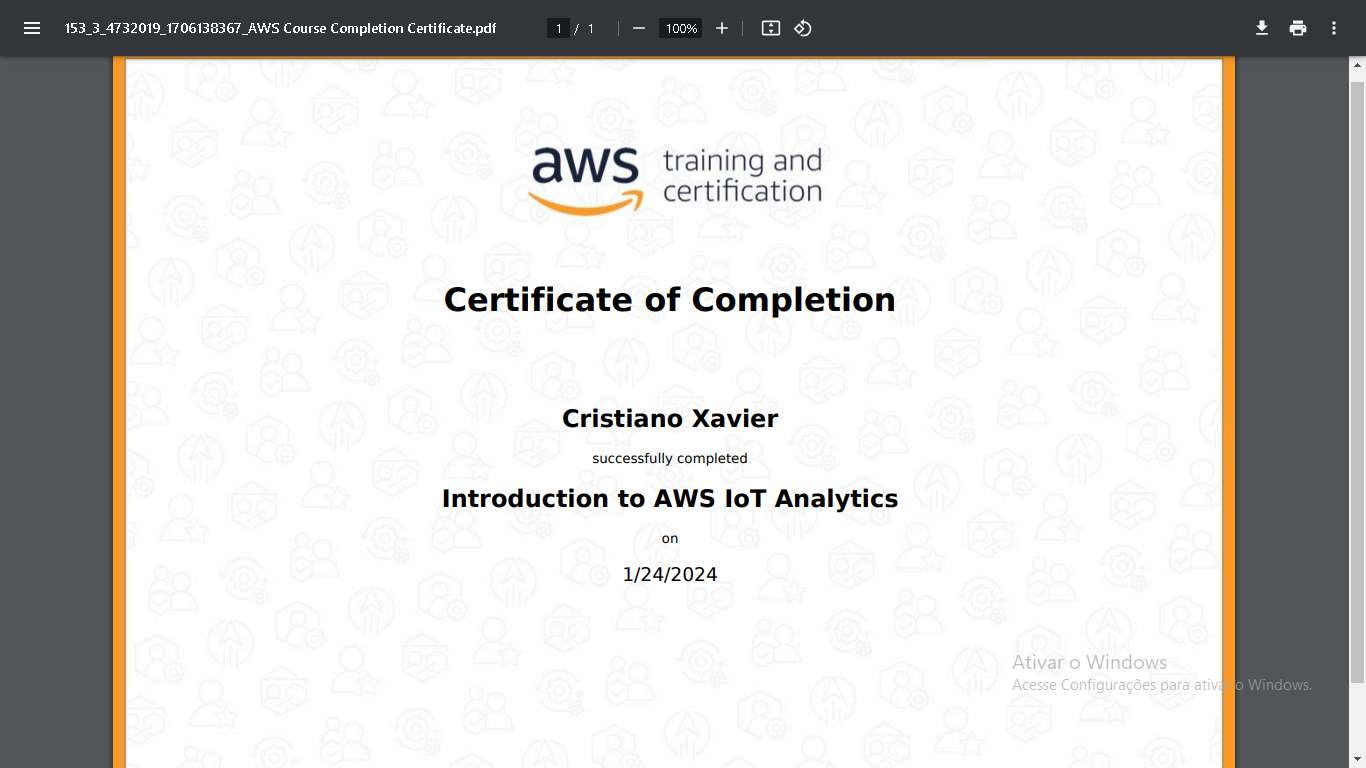 153_3_4732019_1706138367_AWS Course Completion Certificate.pdf
1 / 1
100%
aws training and
certification
Certificate of Completion
Cristiano Xavier
successfully completed
Introduction to AWS IoT Analytics
on
1/24/2024
Ativar o Windows
Acesse Configurações para ativar o Windows.